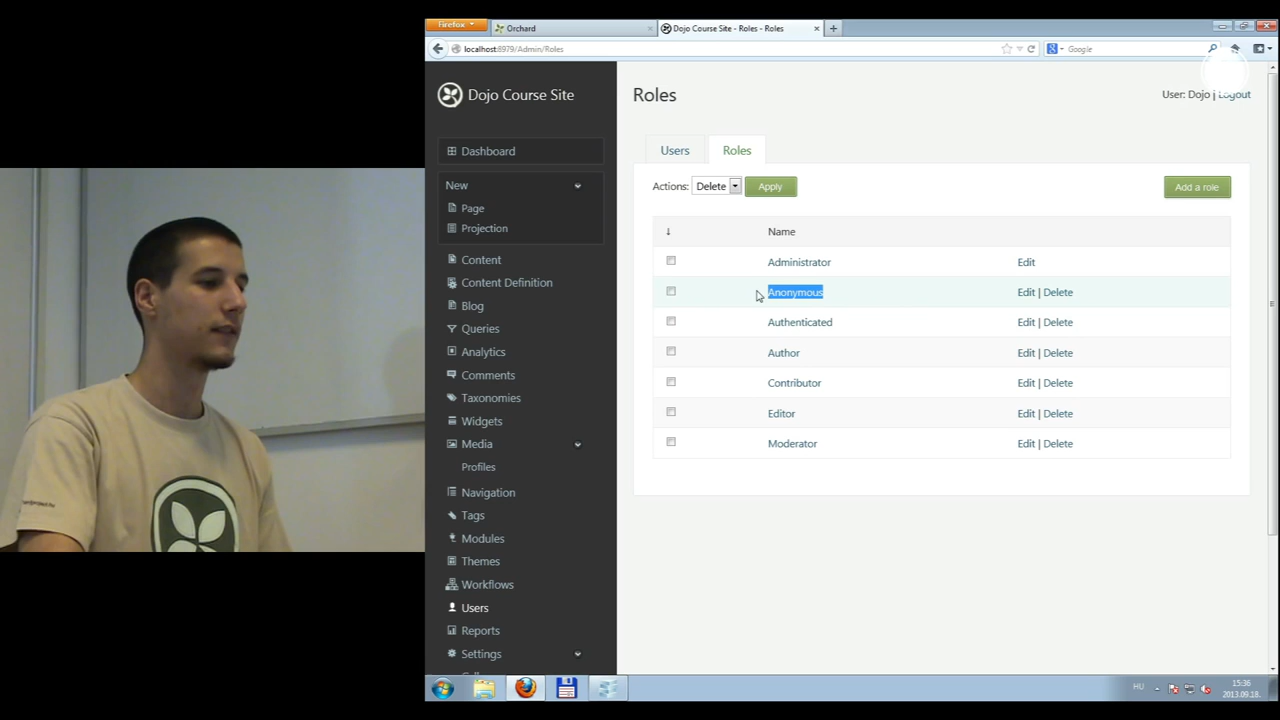 Firefox
Orchard
Dojo Course Site - Roles - Roles
localhost:8979/Admin/Roles
Google
Dojo Course Site
Roles
User: Dojo | Logout
Dashboard
Users
Roles
New
Actions:
Delete
Apply
Add a role
Page
Projection
Name
Content
Administrator
Edit
Content Definition
Anonymous
Edit | Delete
Blog
Queries
Authenticated
Edit | Delete
Analytics
Author
Edit | Delete
Comments
Contributor
Edit | Delete
Taxonomies
Widgets
Editor
Edit | Delete
Media
Moderator
Edit | Delete
Profiles
Navigation
Tags
Modules
Themes
Workflows
Users
Reports
Settings
HU
15:36
2013.09.18.